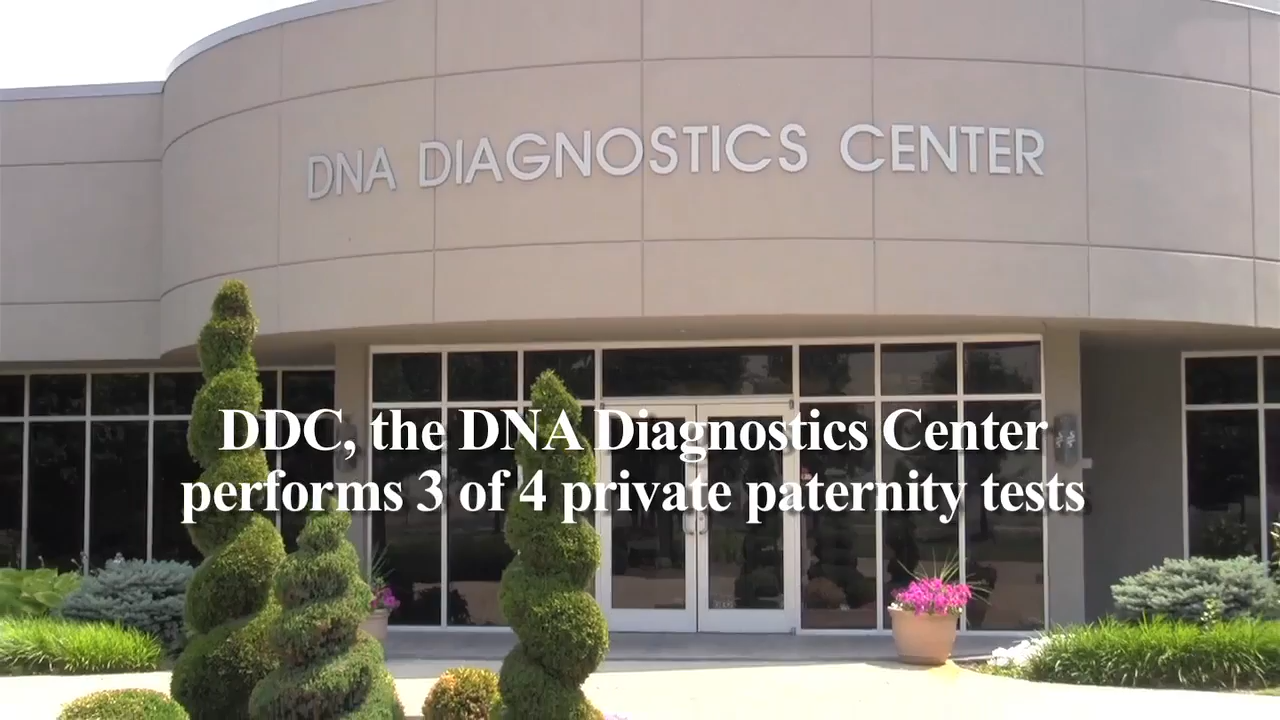 DNA DIAGNOSTICS CENTER
DDC, the DNA Diagnostics Center
performs 3 of 4 private paternity tests